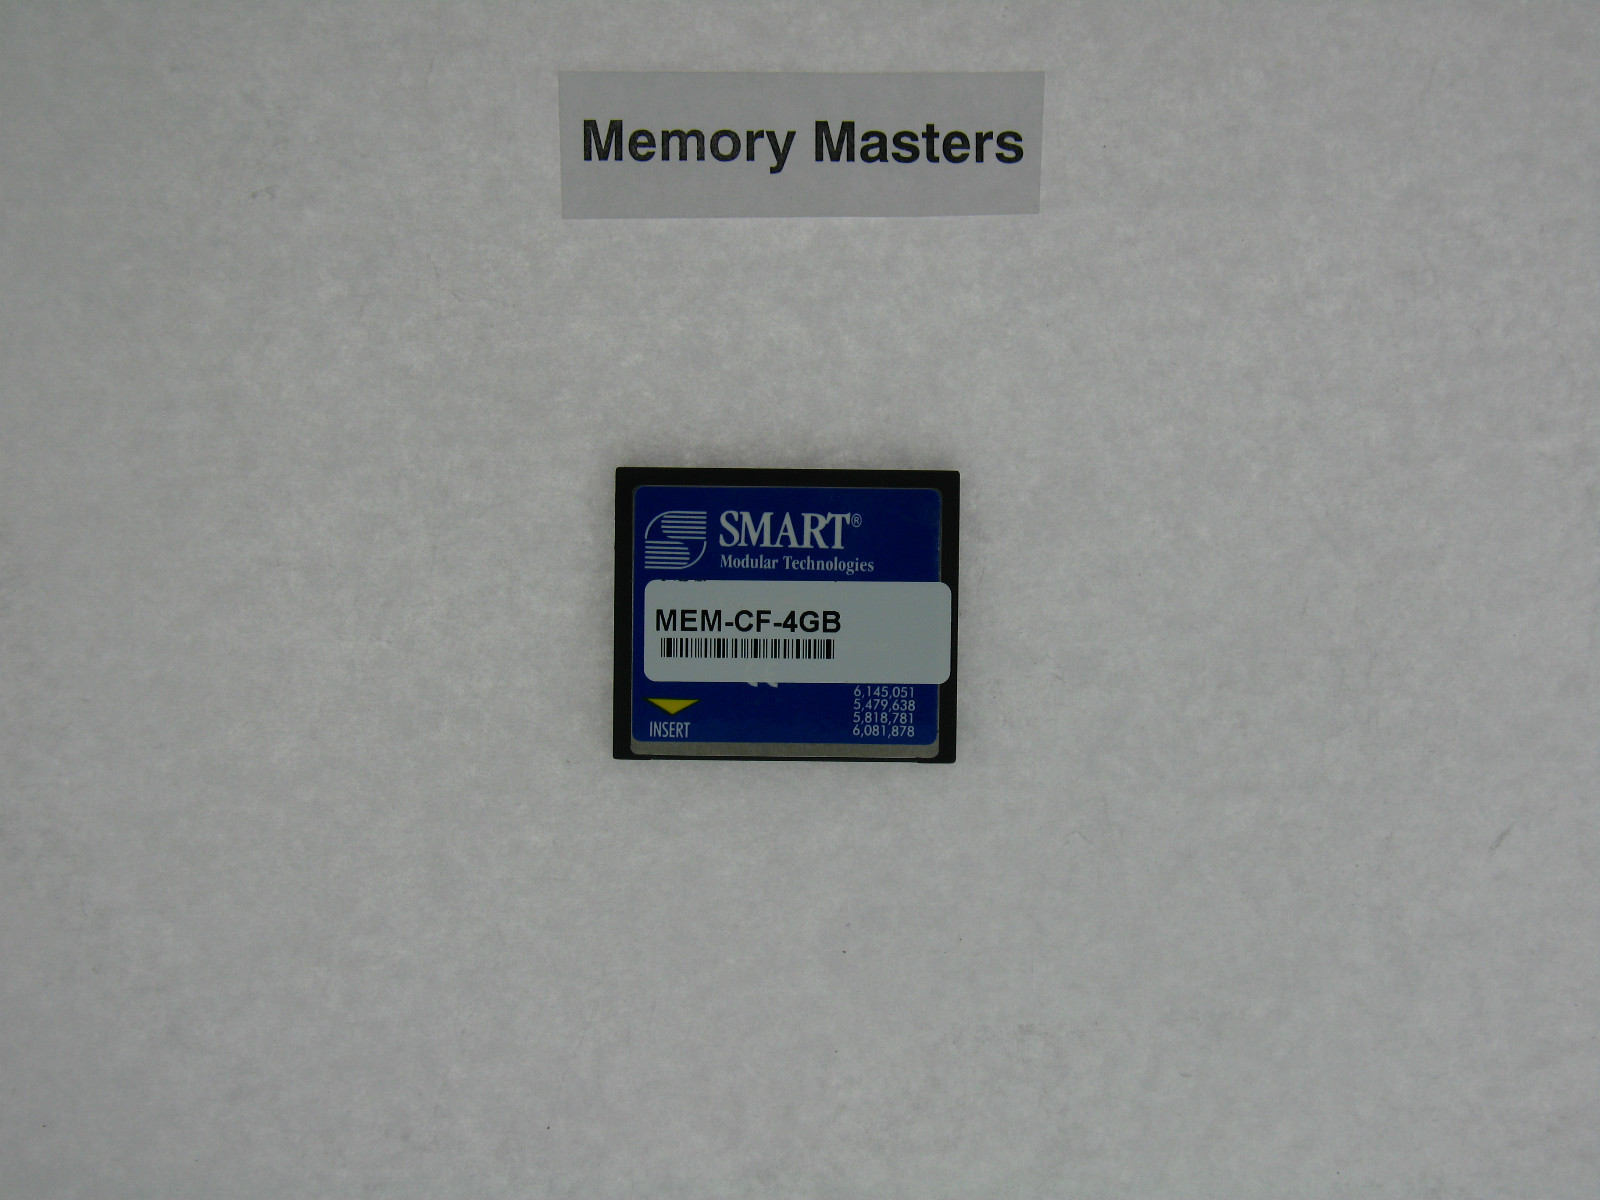 Memory Masters
SMART®
Modular Technologies
MEM-CF-4GB
6,145,051
5,479,638
5,818,781
6,081,878
INSERT